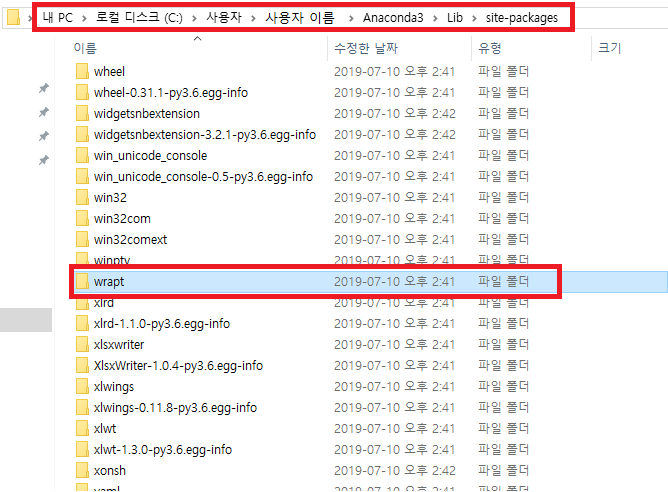 내 PC > 로컬 디스크 (C:) > 사용자 > 사용자 이름 > Anaconda3 > Lib > site-packages
이름 수정한 날짜 유형 크기
wheel 2019-07-10 오후 2:41 파일 폴더
wheel-0.31.1-py3.6.egg-info 2019-07-10 오후 2:41 파일 폴더
widgetsnbextension 2019-07-10 오후 2:42 파일 폴더
widgetsnbextension-3.2.1-py3.6.egg-info 2019-07-10 오후 2:42 파일 폴더
win_unicode_console 2019-07-10 오후 2:41 파일 폴더
win_unicode_console-0.5-py3.6.egg-info 2019-07-10 오후 2:41 파일 폴더
win32 2019-07-10 오후 2:41 파일 폴더
win32com 2019-07-10 오후 2:41 파일 폴더
win32comext 2019-07-10 오후 2:41 파일 폴더
winpty 2019-07-10 오후 2:41 파일 폴더
wrapt 2019-07-10 오후 2:41 파일 폴더
xlrd 2019-07-10 오후 2:41 파일 폴더
xlrd-1.1.0-py3.6.egg-info 2019-07-10 오후 2:41 파일 폴더
xlsxwriter 2019-07-10 오후 2:41 파일 폴더
XlsxWriter-1.0.4-py3.6.egg-info 2019-07-10 오후 2:41 파일 폴더
xlwings 2019-07-10 오후 2:41 파일 폴더
xlwings-0.11.8-py3.6.egg-info 2019-07-10 오후 2:41 파일 폴더
xlwt 2019-07-10 오후 2:41 파일 폴더
xlwt-1.3.0-py3.6.egg-info 2019-07-10 오후 2:41 파일 폴더
xonsh 2019-07-10 오후 2:42 파일 폴더
yaml